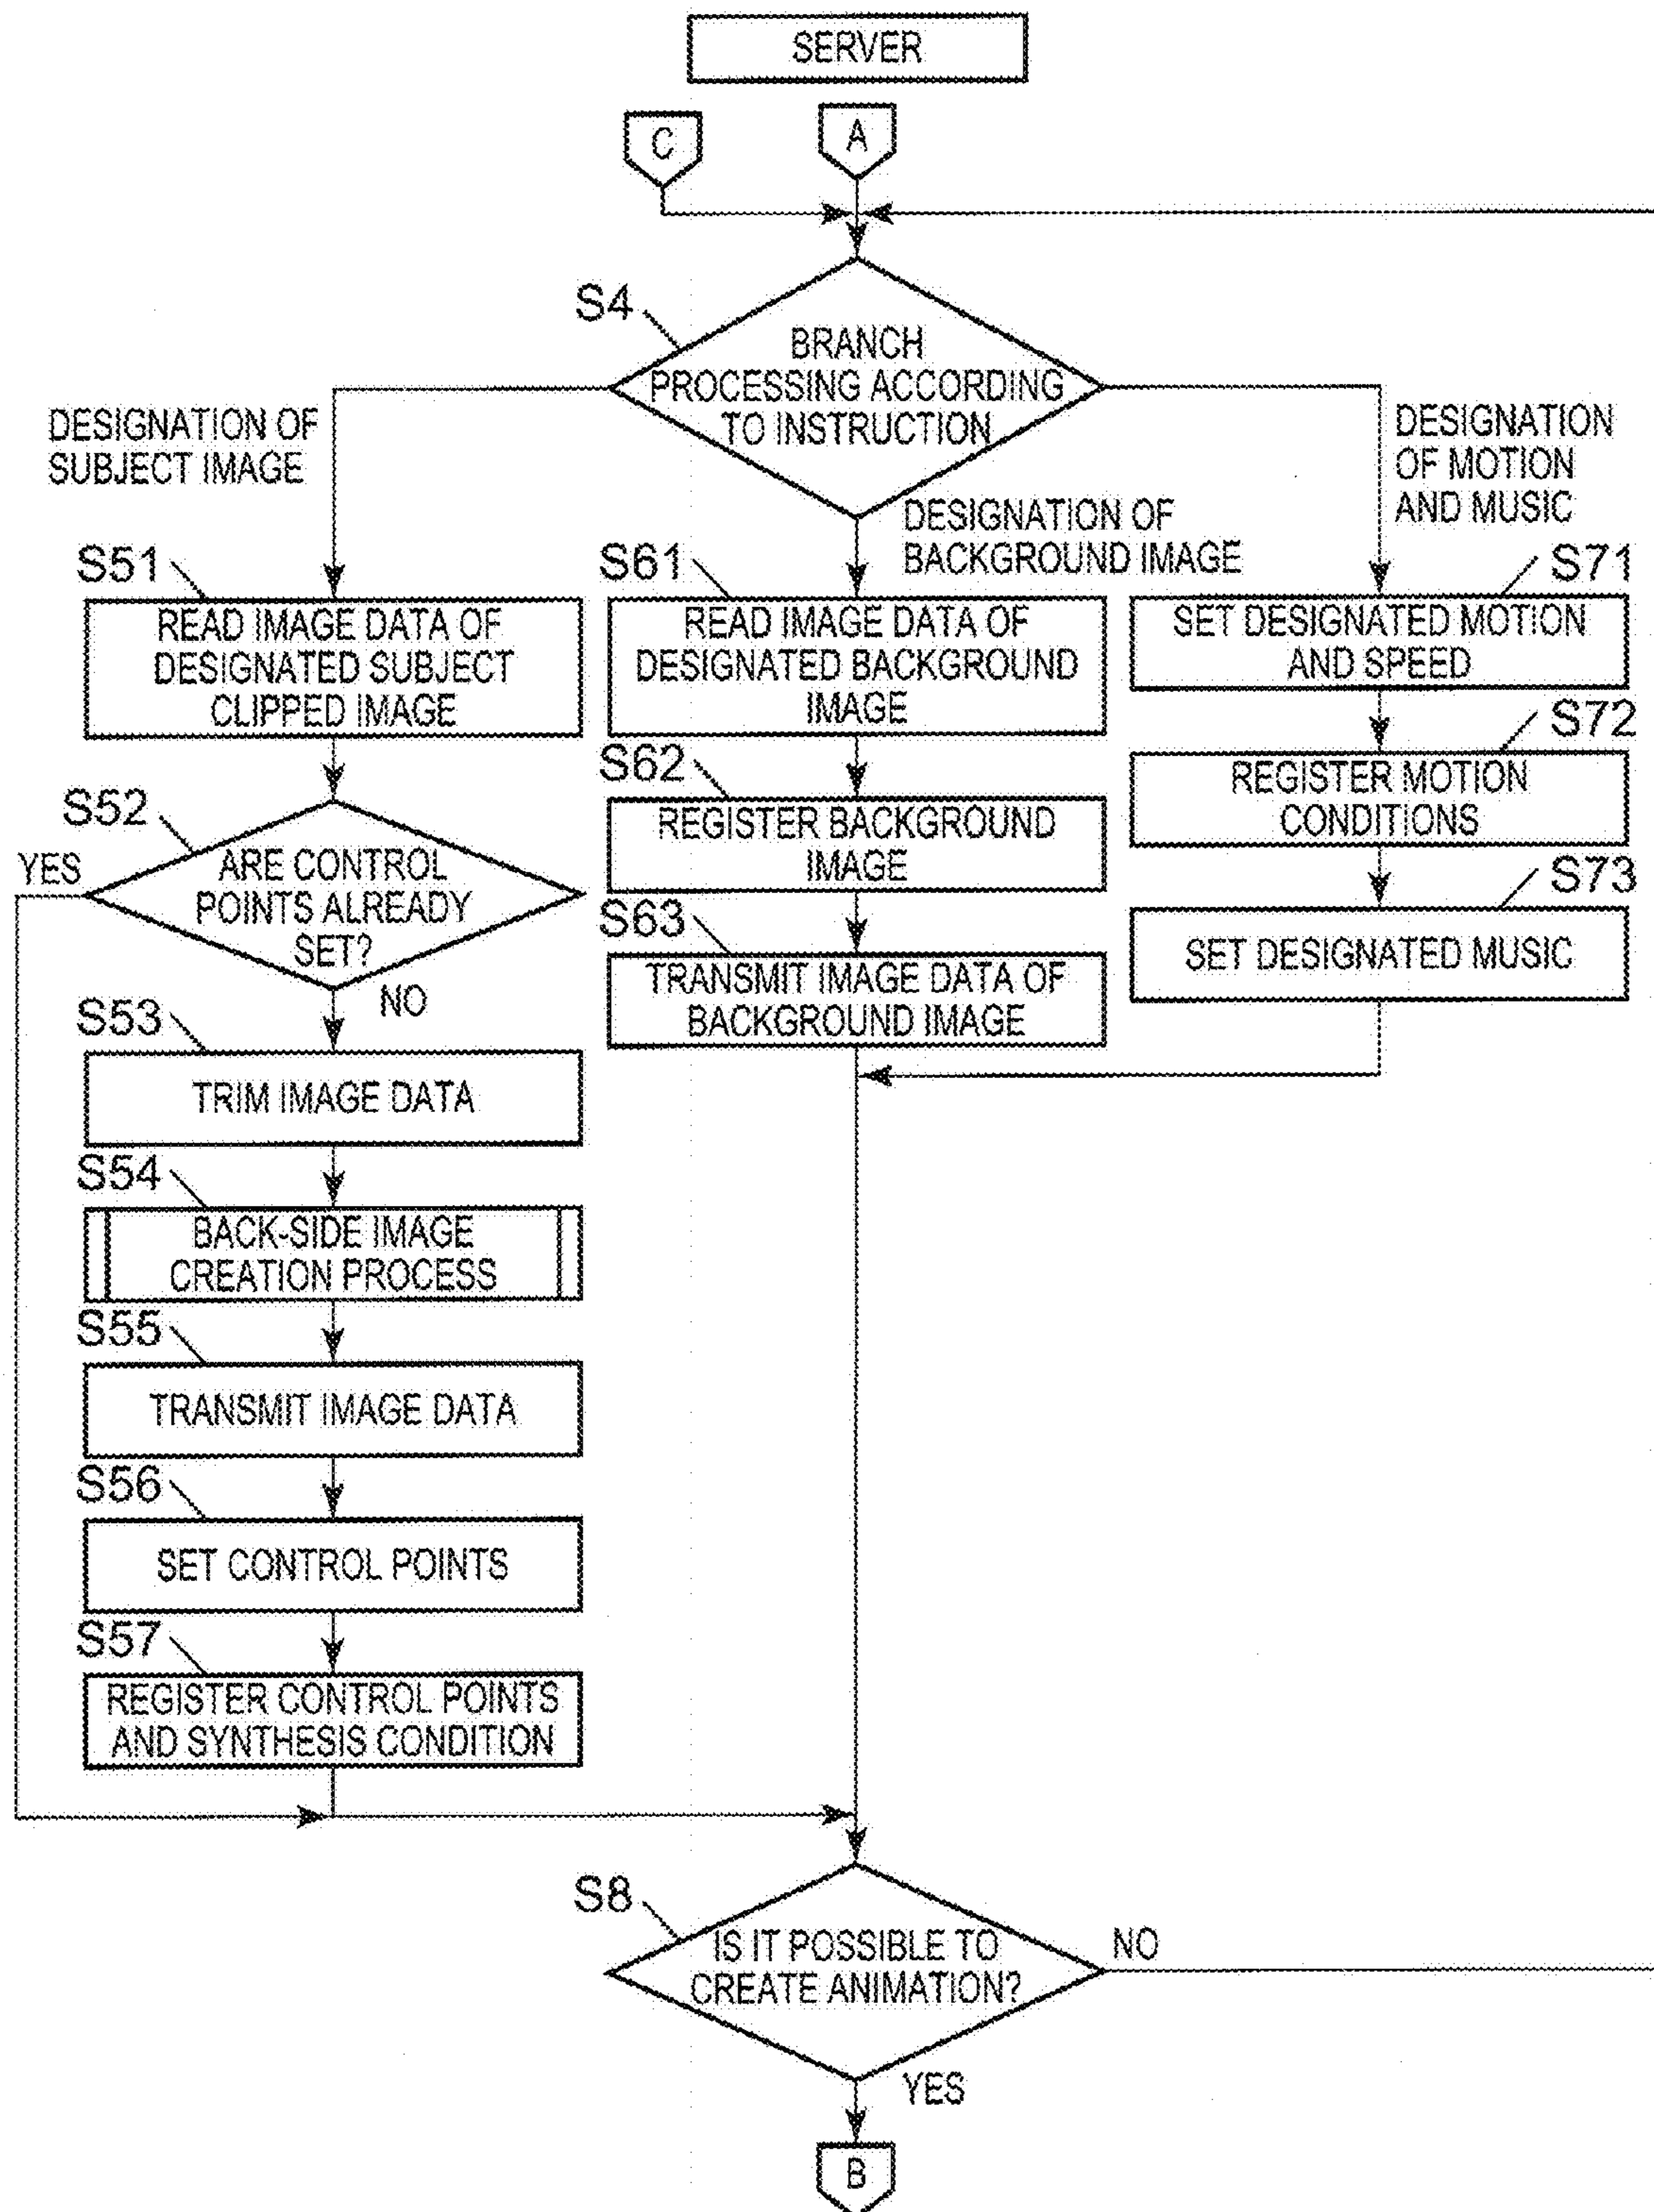 SERVER
C
A
S4
BRANCH
PROCESSING ACCORDING
TO INSTRUCTION
DESIGNATION OF
SUBJECT IMAGE
DESIGNATION OF
BACKGROUND IMAGE
DESIGNATION
OF MOTION
AND MUSIC
S51
READ IMAGE DATA OF
DESIGNATED SUBJECT
CLIPPED IMAGE
S52
YES
ARE CONTROL
POINTS ALREADY
SET?
NO
S53
TRIM IMAGE DATA
S54
BACK-SIDE IMAGE
CREATION PROCESS
S55
TRANSMIT IMAGE DATA
S56
SET CONTROL POINTS
S57
REGISTER CONTROL POINTS
AND SYNTHESIS CONDITION
S61
READ IMAGE DATA OF
DESIGNATED BACKGROUND
IMAGE
S62
REGISTER BACKGROUND
IMAGE
S63
TRANSMIT IMAGE DATA OF
BACKGROUND IMAGE
S71
SET DESIGNATED MOTION
AND SPEED
S72
REGISTER MOTION
CONDITIONS
S73
SET DESIGNATED MUSIC
S8
IS IT POSSIBLE TO
CREATE ANIMATION?
NO
YES
B